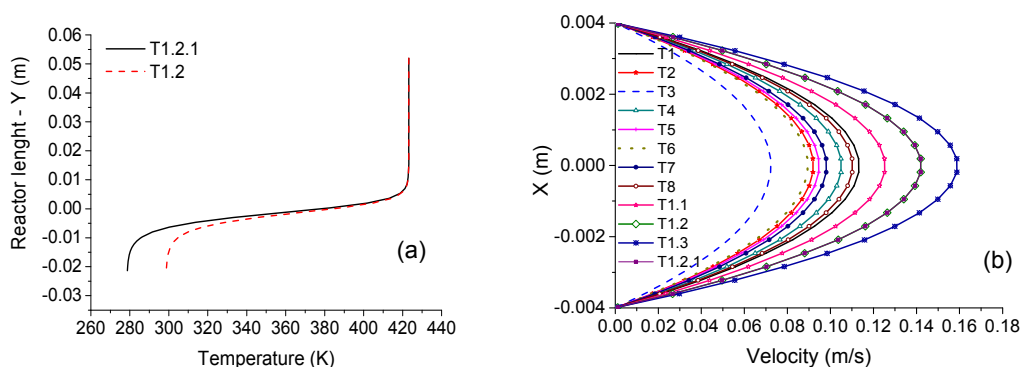 0.06
0.05
0.04
0.03
0.02
0.01
0.00
-0.01
-0.02
-0.03
Reactor lenght - Y (m)
T1.2.1
T1.2
(a)
260 280 300 320 340 360 380 400 420 440
Temperature (K)
0.004
0.002
0.000
-0.002
-0.004
X (m)
T1
T2
T3
T4
T5
T6
T7
T8
T1.1
T1.2
T1.3
T1.2.1
(b)
0.00 0.02 0.04 0.06 0.08 0.10 0.12 0.14 0.16 0.18
Velocity (m/s)